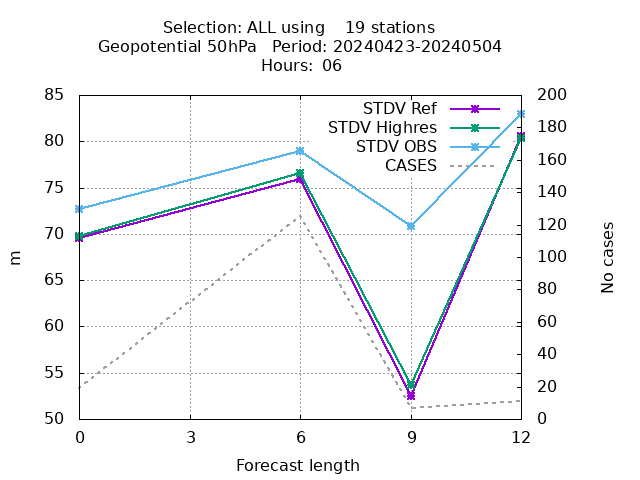 Selection: ALL using    19 stations
Geopotential 50hPa   Period: 20240423-20240504
Hours: 06
STDV Ref
STDV Highres
STDV OBS
CASES
85
80
75
70
65
60
55
50
m
200
180
160
140
120
100
80
60
40
20
0
No cases
0 3 6 9 12
Forecast length